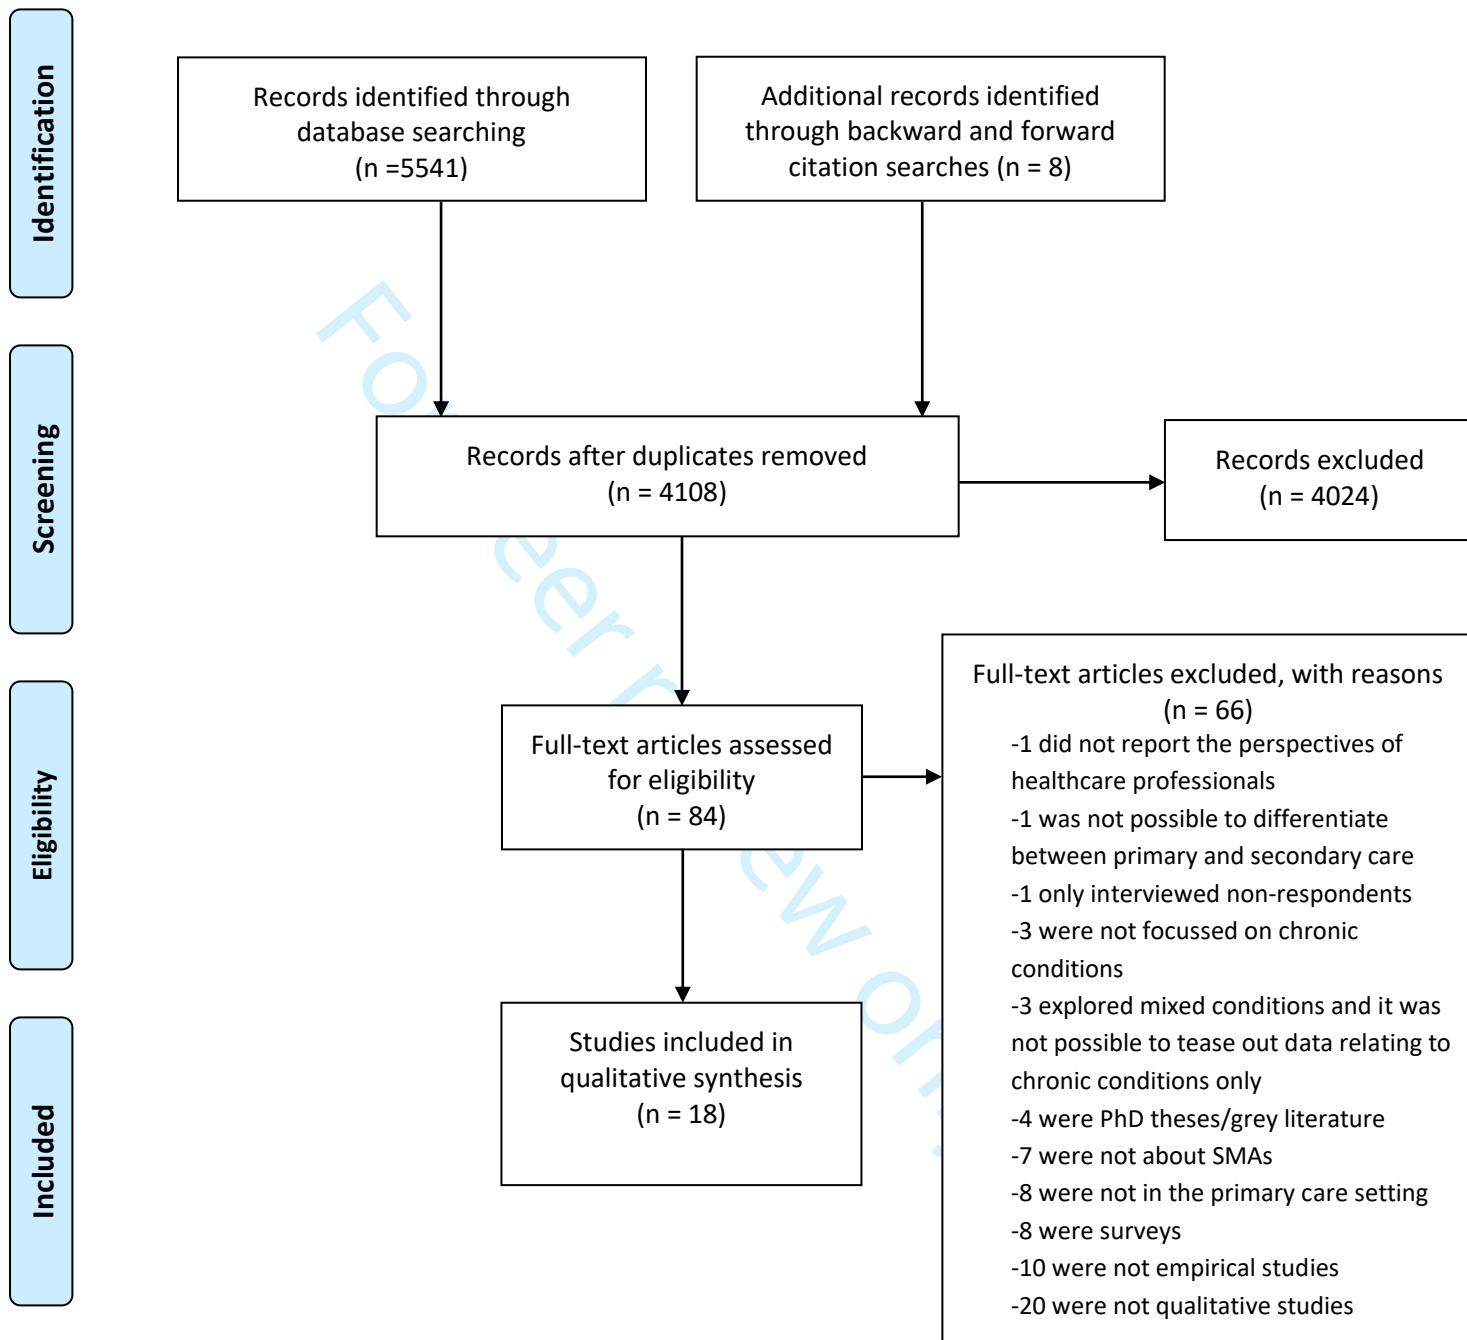 Identification
Records identified through
database searching
(n =5541)
Additional records identified
through backward and forward
citation searches (n = 8)
Screening
Records after duplicates removed
(n = 4108)
Records excluded
(n = 4024)
Eligibility
Full-text articles assessed
for eligibility
(n = 84)
Full-text articles excluded, with reasons
(n = 66)
-1 did not report the perspectives of
healthcare professionals
-1 was not possible to differentiate
between primary and secondary care
-1 only interviewed non-respondents
-3 were not focussed on chronic
conditions
-3 explored mixed conditions and it was
not possible to tease out data relating to
chronic conditions only
-4 were PhD theses/grey literature
-7 were not about SMAs
-8 were not in the primary care setting
-8 were surveys
-10 were not empirical studies
-20 were not qualitative studies
Included
Studies included in
qualitative synthesis
(n = 18)